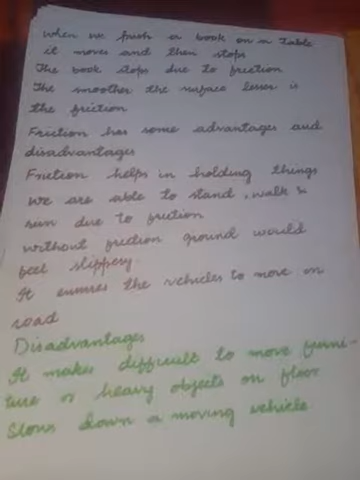 when we push a book on a table
it moves and then stops
The book stops due to friction
The smoother the surface lesser is
the friction
Friction has some advantages and
disadvantages
Friction helps in holding things
we are able to stand, walk &
run due to friction
without friction ground would
feel slippery.
It ensures the vehicles to move on
road
Disadvantages
It makes difficult to move furni-
ture or heavy objects on floor
Slows down a moving vehicle